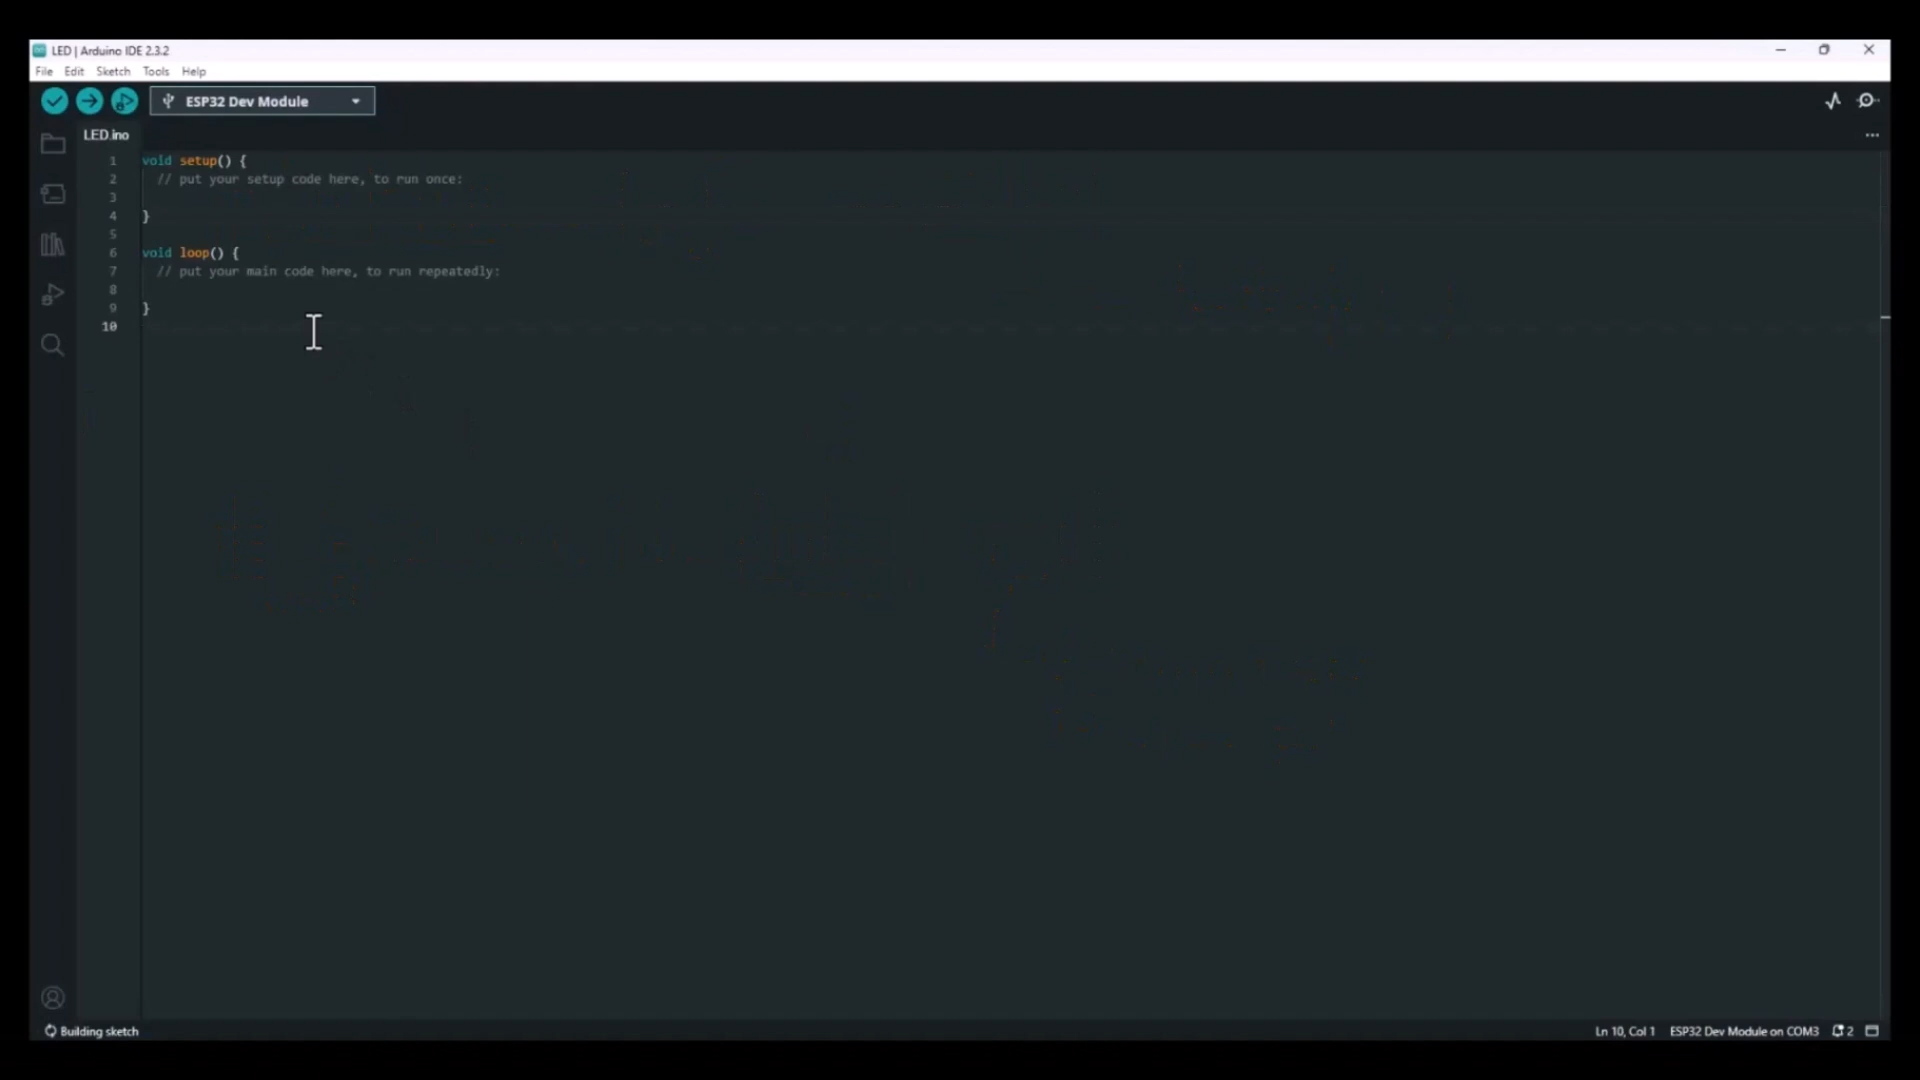 LED | Arduino IDE 2.3.2
File Edit Sketch Tools Help
ESP32 Dev Module
LED.ino
1 void setup() {
2 // put your setup code here, to run once:
3
4 }
5
6 void loop() {
7 // put your main code here, to run repeatedly:
8
9 }
10
Building sketch
Ln 10, Col 1 ESP32 Dev Module on COM3 2